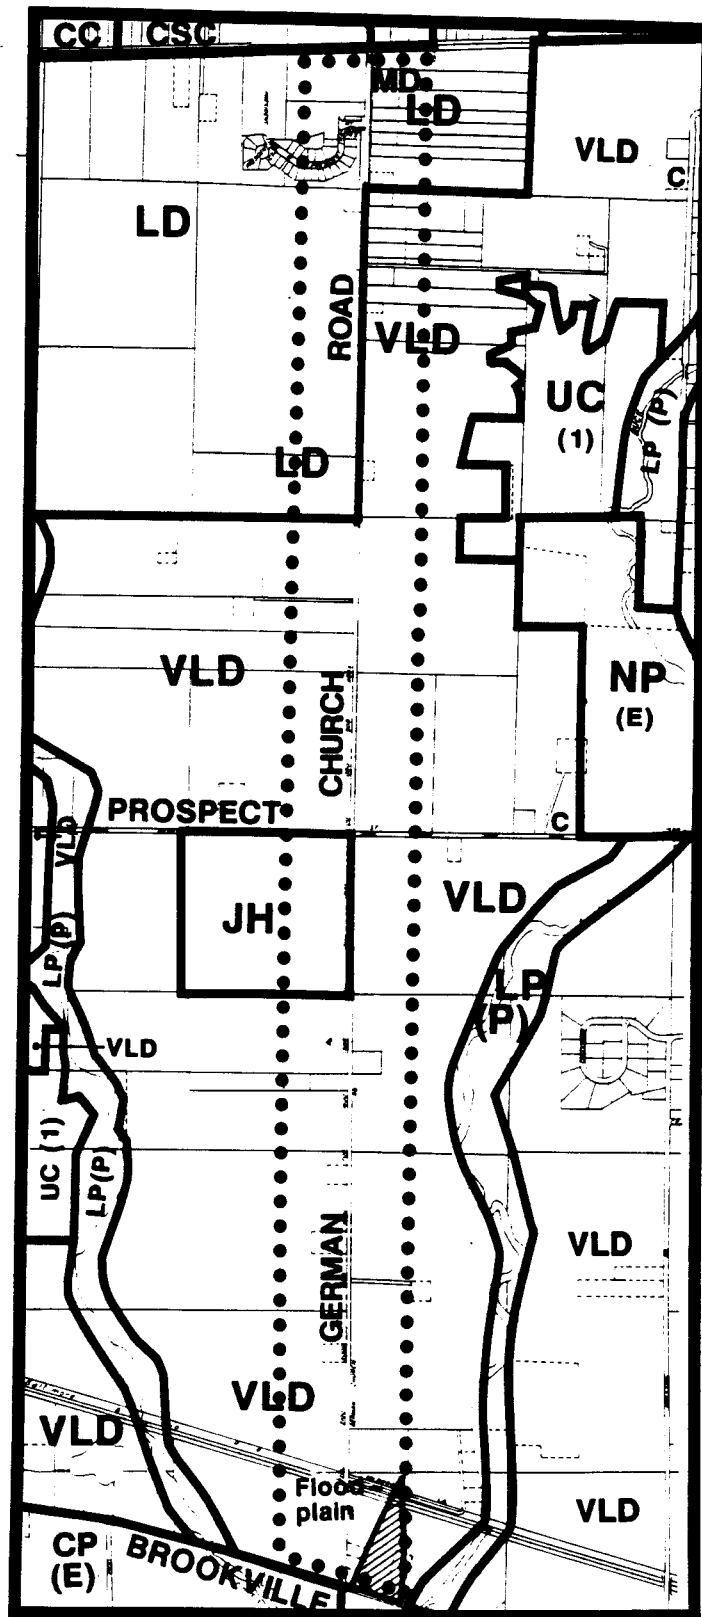 CC
CSC
MD
LD
VLD
C
LD
ROAD
VLD
UC
(1)
LP (P)
LD
VLD
NP
(E)
CHURCH
PROSPECT
C
VLD
JH
VLD
LP (P)
LP
(P)
VLD
UC (1)
LP(P)
GERMAN
VLD
VLD
VLD
Flood
plain
VLD
CP
(E)
BROOKVILLE